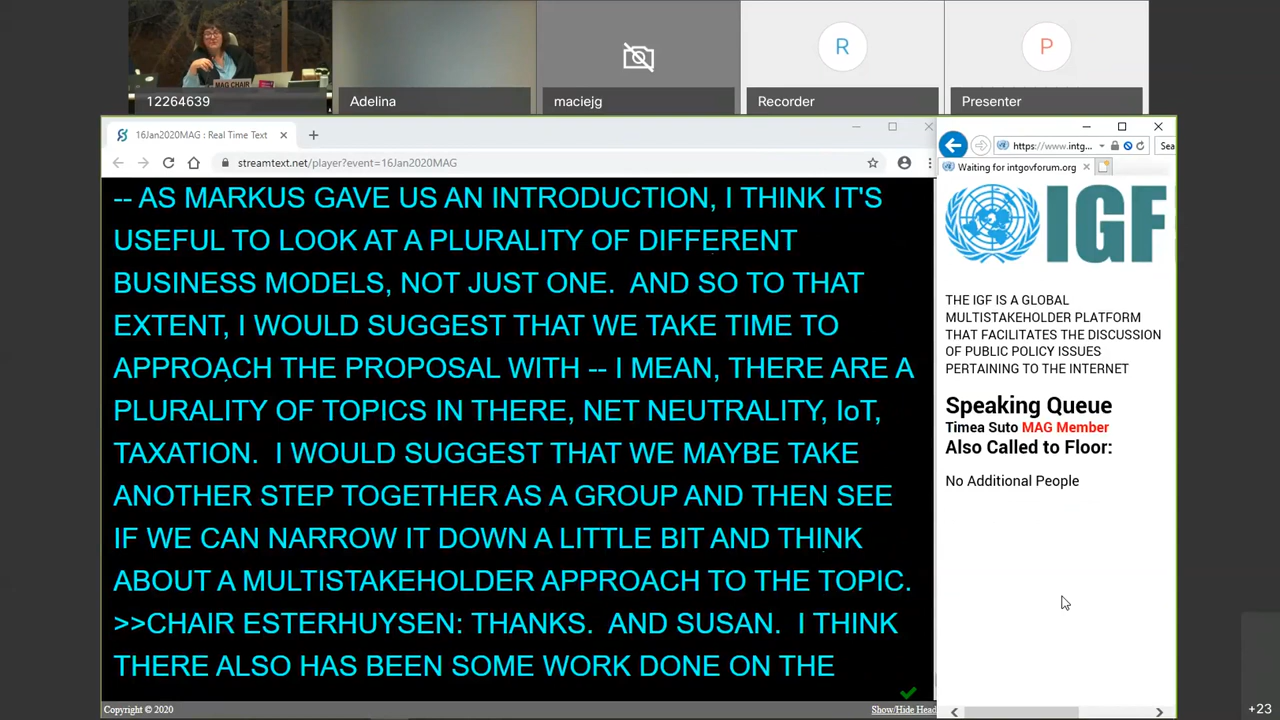 MAG CHAIR
12264639
Adelina
maciejg
R
Recorder
P
Presenter
16Jan2020MAG : Real Time Text
streamtext.net/player?event=16Jan2020MAG
-- AS MARKUS GAVE US AN INTRODUCTION, I THINK IT'S
USEFUL TO LOOK AT A PLURALITY OF DIFFERENT
BUSINESS MODELS, NOT JUST ONE.  AND SO TO THAT
EXTENT, I WOULD SUGGEST THAT WE TAKE TIME TO
APPROACH THE PROPOSAL WITH -- I MEAN, THERE ARE A
PLURALITY OF TOPICS IN THERE, NET NEUTRALITY, IoT,
TAXATION.  I WOULD SUGGEST THAT WE MAYBE TAKE
ANOTHER STEP TOGETHER AS A GROUP AND THEN SEE
IF WE CAN NARROW IT DOWN A LITTLE BIT AND THINK
ABOUT A MULTISTAKEHOLDER APPROACH TO THE TOPIC.
>>CHAIR ESTERHUYSEN: THANKS.  AND SUSAN.  I THINK
THERE ALSO HAS BEEN SOME WORK DONE ON THE
Copyright © 2020
Show/Hide Head
https://www.intg...
Sea
Waiting for intgovforum.org
IGF
THE IGF IS A GLOBAL
MULTISTAKEHOLDER PLATFORM
THAT FACILITATES THE DISCUSSION
OF PUBLIC POLICY ISSUES
PERTAINING TO THE INTERNET
Speaking Queue
Timea Suto MAG Member
Also Called to Floor:
No Additional People
+23